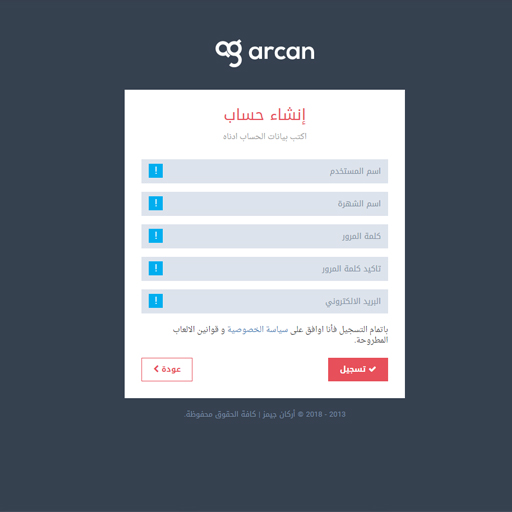 arcan
إنشاء حساب
اكتب بيانات الحساب ادناه
اسم المستخدم
اسم الشهرة
كلمة المرور
تاكيد كلمة المرور
البريد الالكتروني
باتمام التسجيل فأنا اوافق على سياسة الخصوصية و قوانين الالعاب
المطروحة.
تسجيل
عودة
2013 - 2018 © أركان جيمز | كافة الحقوق محفوظة.